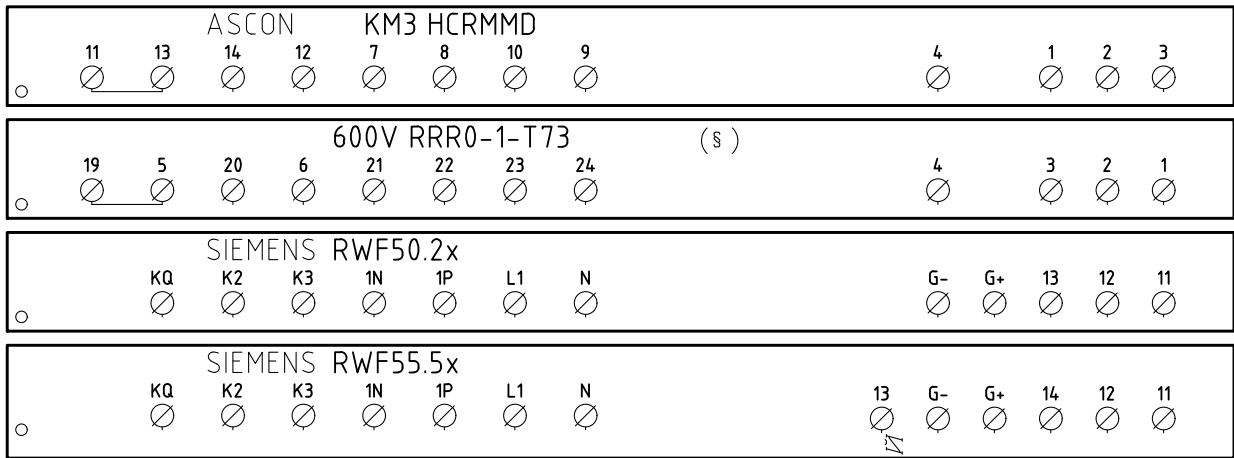 ASCON KM3 HCRMMD
11 13 14 12 7 8 10 9 4 1 2 3
600V RRR0-1-T73 (§)
19 5 20 6 21 22 23 24 4 3 2 1
SIEMENS RWF50.2x
KQ K2 K3 1N 1P L1 N G- G+ 13 12 11
SIEMENS RWF55.5x
KQ K2 K3 1N 1P L1 N 13 G- G+ 14 12 11